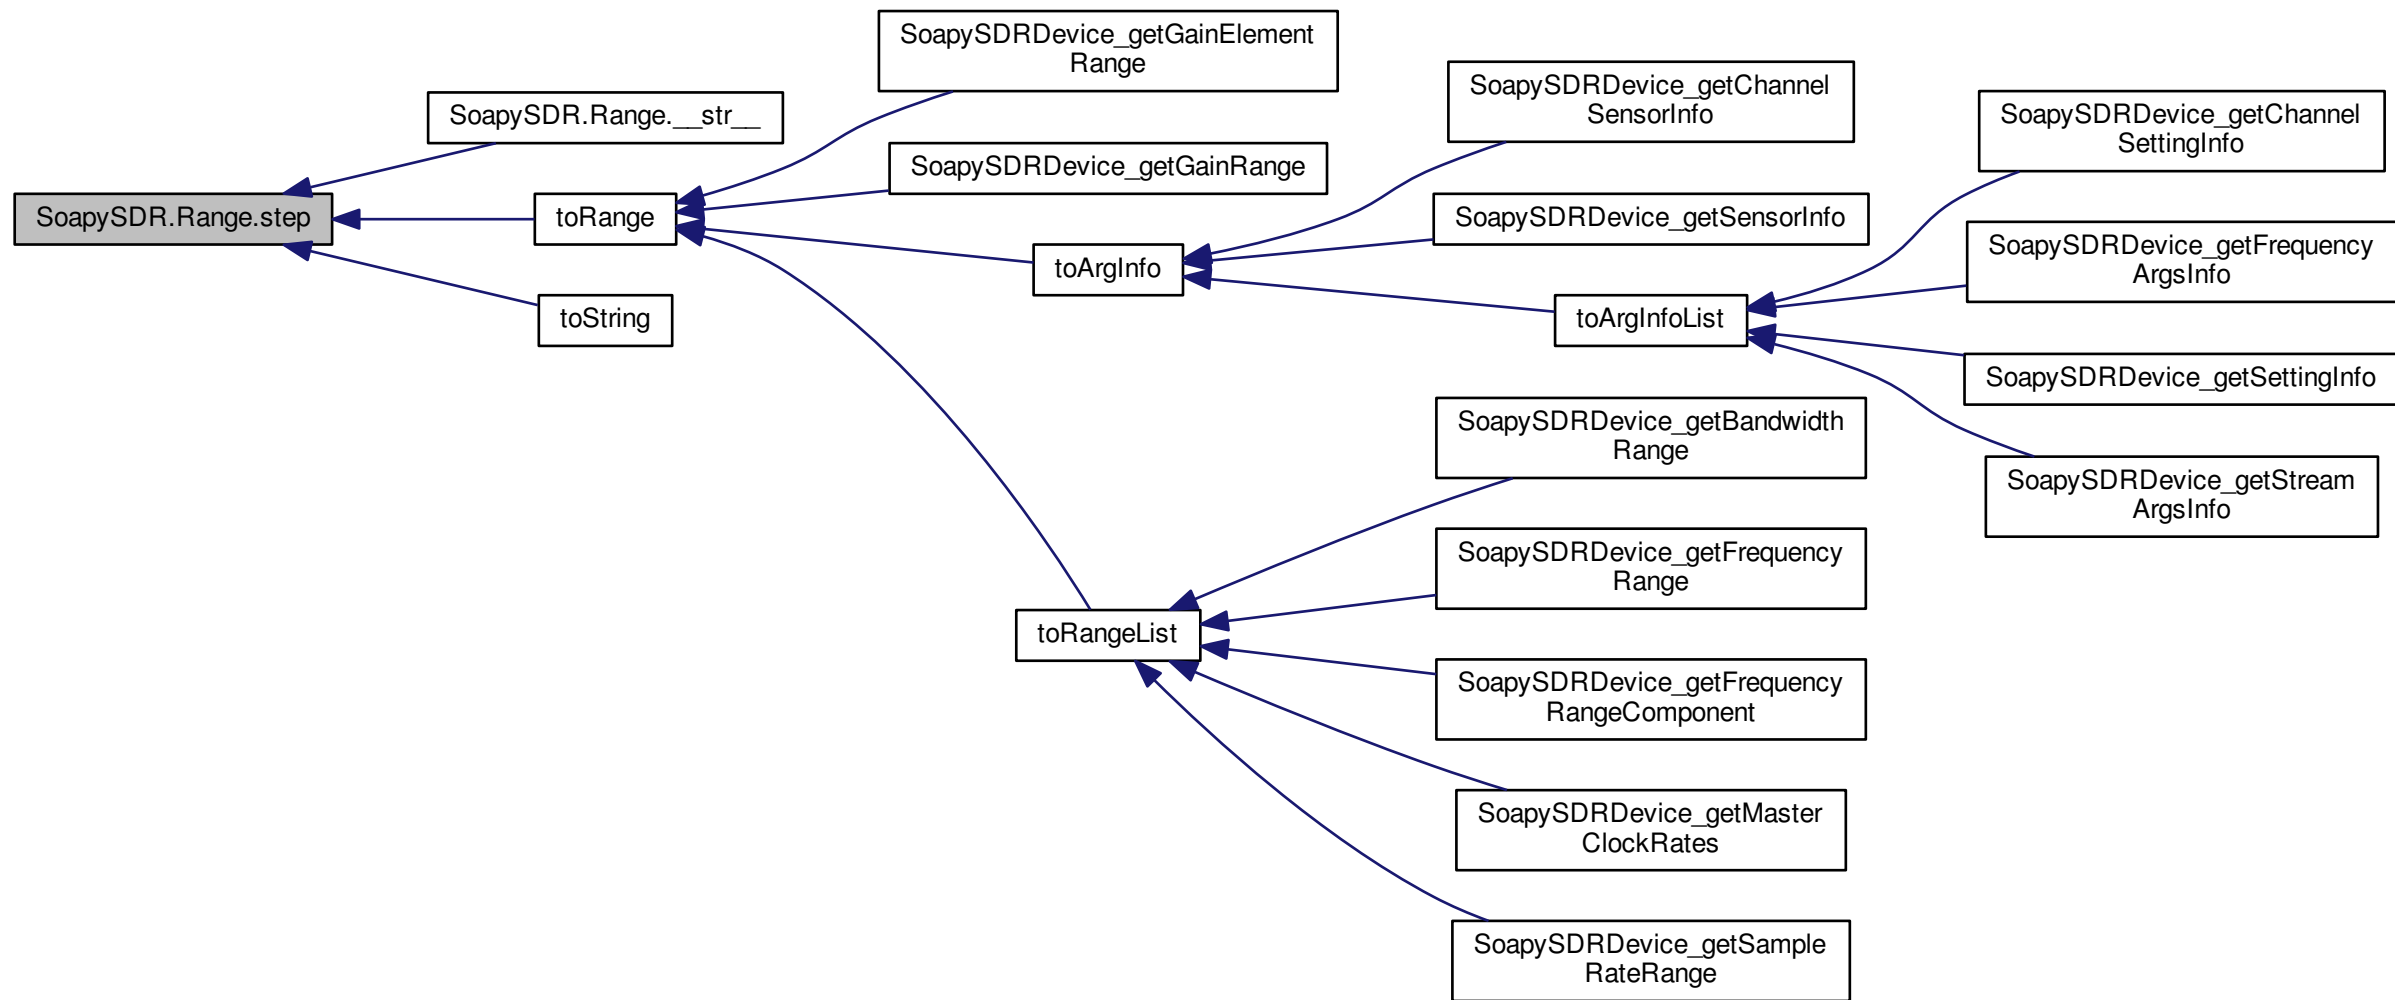 SoapySDRDevice_getGainElement
Range
SoapySDR.Range.__str__
SoapySDRDevice_getGainRange
SoapySDR.Range.step
toRange
toString
toArgInfo
SoapySDRDevice_getChannel
SensorInfo
SoapySDRDevice_getSensorInfo
toArgInfoList
SoapySDRDevice_getChannel
SettingInfo
SoapySDRDevice_getFrequency
ArgsInfo
SoapySDRDevice_getSettingInfo
SoapySDRDevice_getStream
ArgsInfo
toRangeList
SoapySDRDevice_getBandwidth
Range
SoapySDRDevice_getFrequency
Range
SoapySDRDevice_getFrequency
RangeComponent
SoapySDRDevice_getMaster
ClockRates
SoapySDRDevice_getSample
RateRange